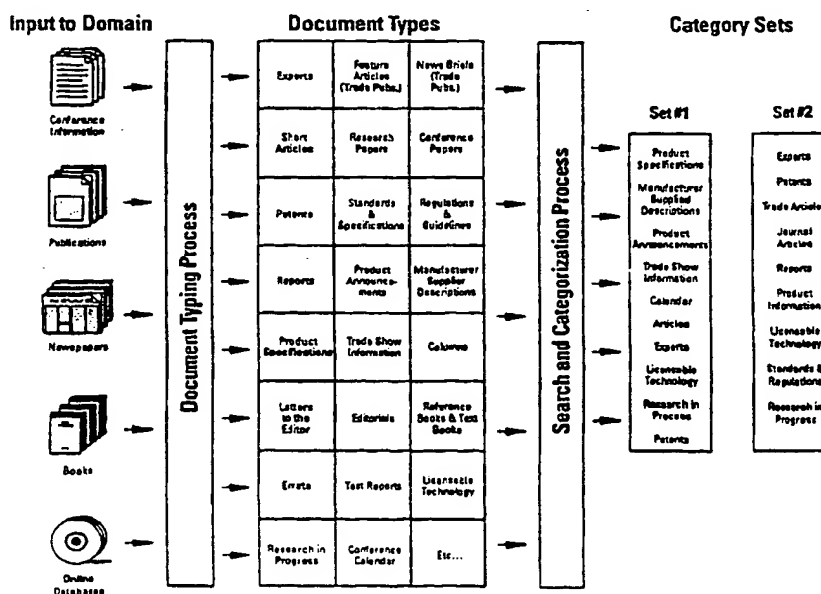 Input to Domain
Document Types
Category Sets
Conference
Information
Publications
Newspapers
Books
Online
Databases
Document Typing Process
Experts
Feature
Articles
(Trade Pubs.)
News Briefs
(Trade
Pubs.)
Short
Articles
Research
Papers
Conference
Papers
Patents
Standards
&
Specifications
Regulations
&
Guidelines
Reports
Product
Announce-
ments
Manufacturer
Supplier
Descriptions
Product
Specifications
Trade Show
Information
Columns
Letters
to the
Editor
Editorials
Reference
Books & Text
Books
Errata
Test Reports
Licensable
Technology
Research in
Progress
Conference
Calendar
Etc...
Search and Categorization Process
Set #1
Product
Specifications
Manufacturer
Supplied
Descriptions
Product
Announcements
Trade Show
Information
Calendar
Articles
Experts
Licensable
Technology
Research in
Process
Patents
Set #2
Experts
Patents
Trade Articles
Journal
Articles
Reports
Product
Information
Licensable
Technology
Standards &
Regulations
Research in
Progress